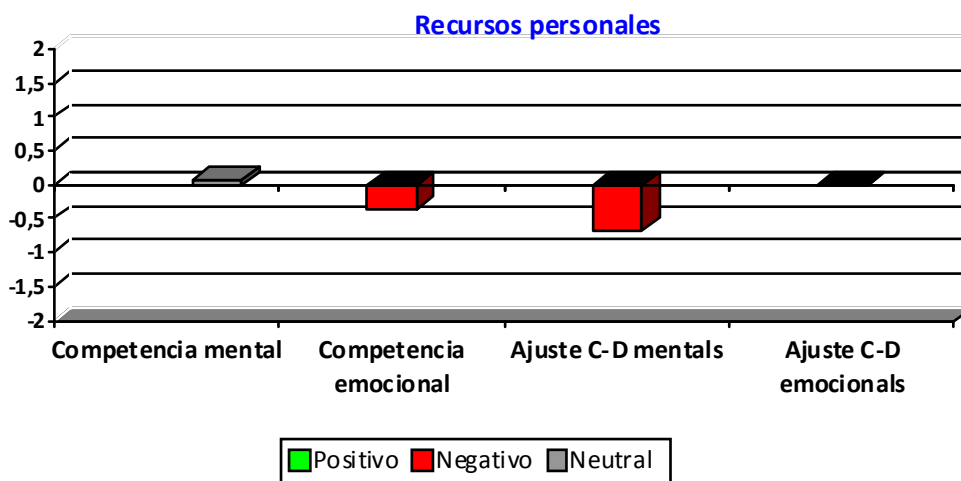 Recursos personales
2
1,5
1
0,5
0
-0,5
-1
-1,5
-2
Competencia mental
Competencia
emocional
Ajuste C-D mentals
Ajuste C-D
emocionals
Positivo
Negativo
Neutral